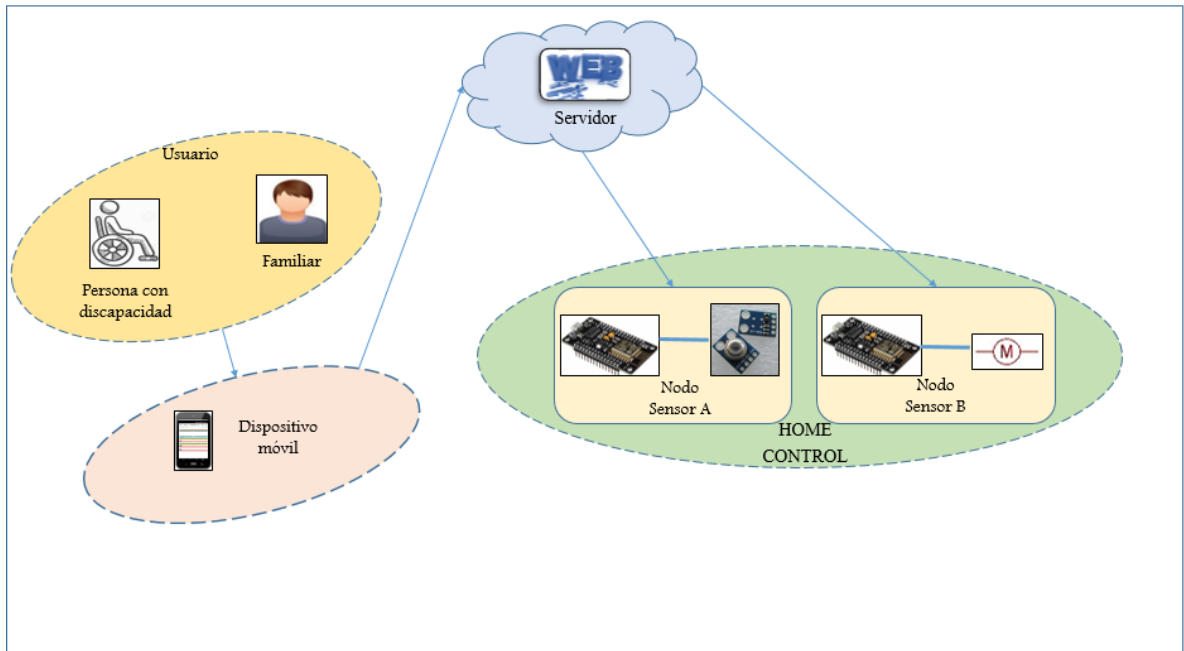 WEB
Servidor
Usuario
Familiar
Persona con
discapacidad
Dispositivo
móvil
Nodo
Sensor A
M
Nodo
Sensor B
HOME
CONTROL